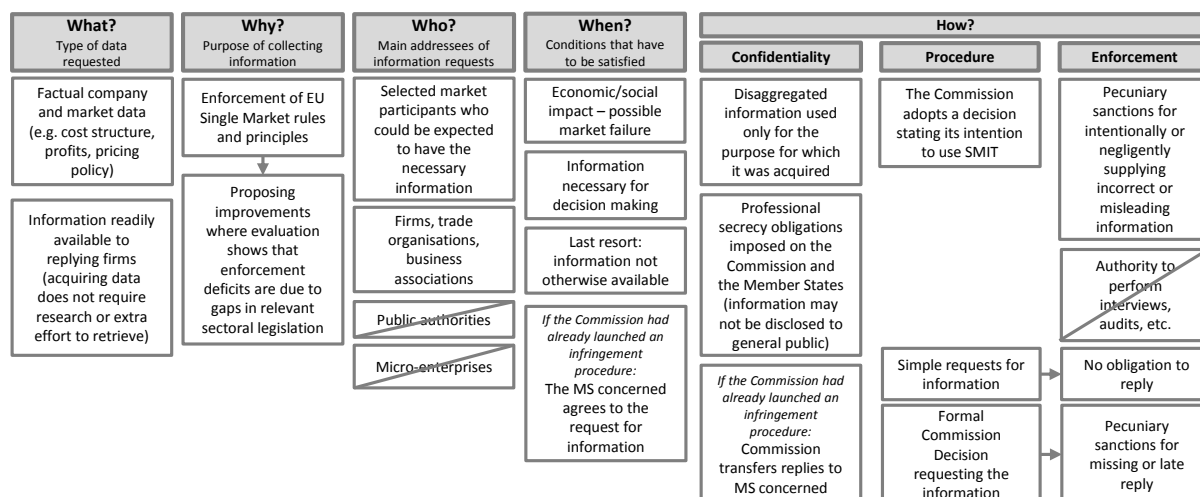 What?
Type of data
requested
Factual company
and market data
(e.g. cost structure,
profits, pricing
policy)
Information readily
available to
replying firms
(acquiring data
does not require
research or extra
effort to retrieve)
Why?
Purpose of collecting
information
Enforcement of EU
Single Market rules
and principles
Proposing
improvements
where evaluation
shows that
enforcement
deficits are due to
gaps in relevant
sectoral legislation
Who?
Main addressees of
information requests
Selected market
participants who
could be expected
to have the
necessary
information
Firms, trade
organisations,
business
associations
Public authorities
Micro-enterprises
When?
Conditions that have
to be satisfied
Economic/social
impact – possible
market failure
Information
necessary for
decision making
Last resort:
information not
otherwise available
If the Commission had
already launched an
infringement
procedure:
The MS concerned
agrees to the
request for
information
How?
Confidentiality
Disaggregated
information used
only for the
purpose for which
it was acquired
Professional
secrecy obligations
imposed on the
Commission and
the Member States
(information may
not be disclosed to
general public)
If the Commission had
already launched an
infringement
procedure:
Commission
transfers replies to
MS concerned
Procedure
The Commission
adopts a decision
stating its intention
to use SMIT
Simple requests for
information
Formal
Commission
Decision
requesting the
information
Enforcement
Pecuniary
sanctions for
intentionally or
negligently
supplying
incorrect or
misleading
information
Authority to
perform
interviews,
audits, etc.
No obligation to
reply
Pecuniary
sanctions for
missing or late
reply